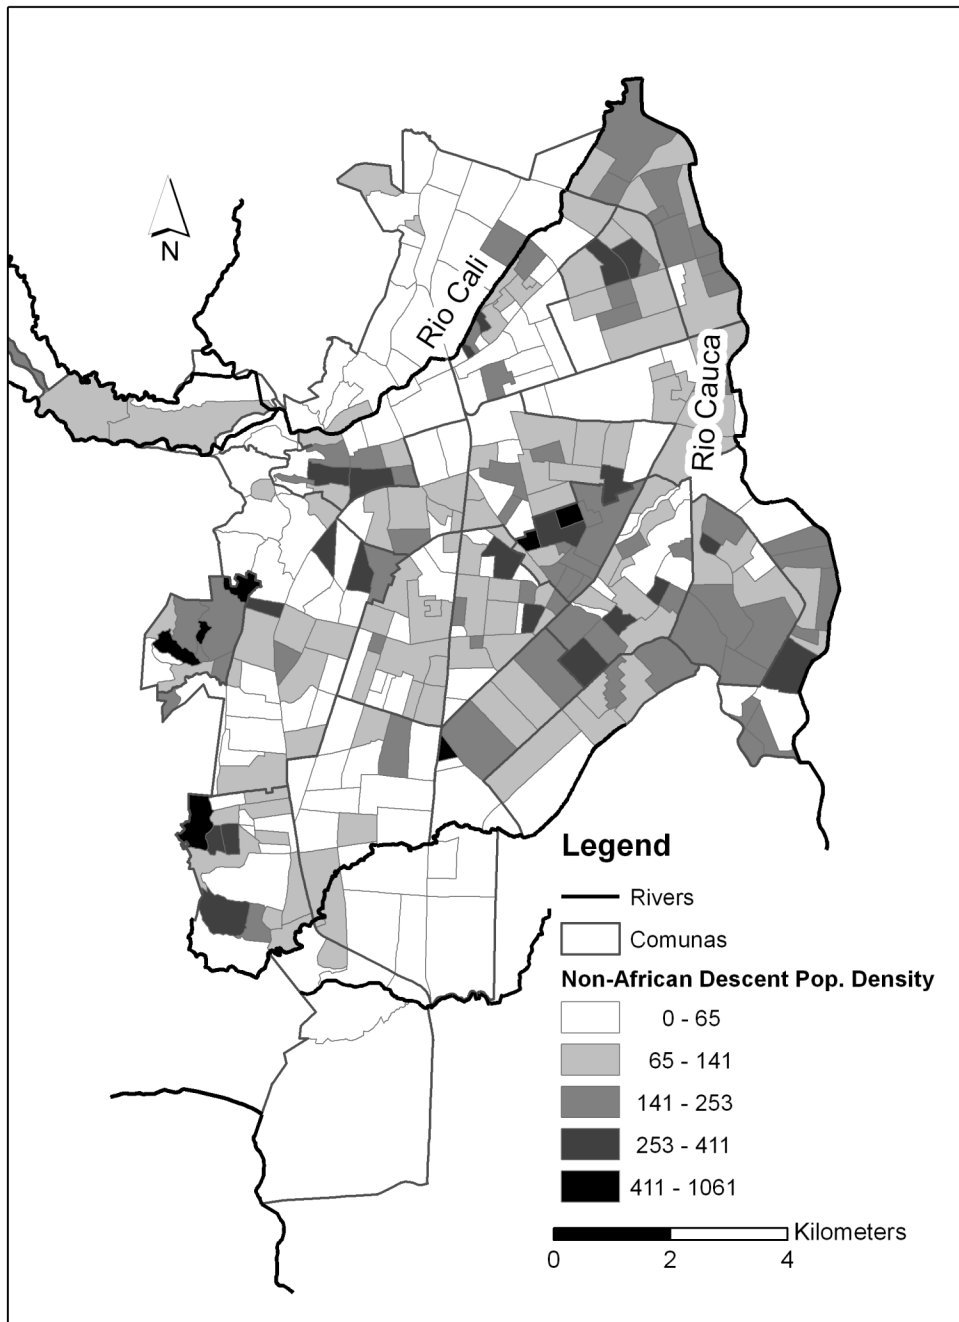 N
Rio Cali
Rio Cauca
Legend
Rivers
Comunas
Non-African Descent Pop. Density
0 - 65
65 - 141
141 - 253
253 - 411
411 - 1061
Kilometers
0 2 4